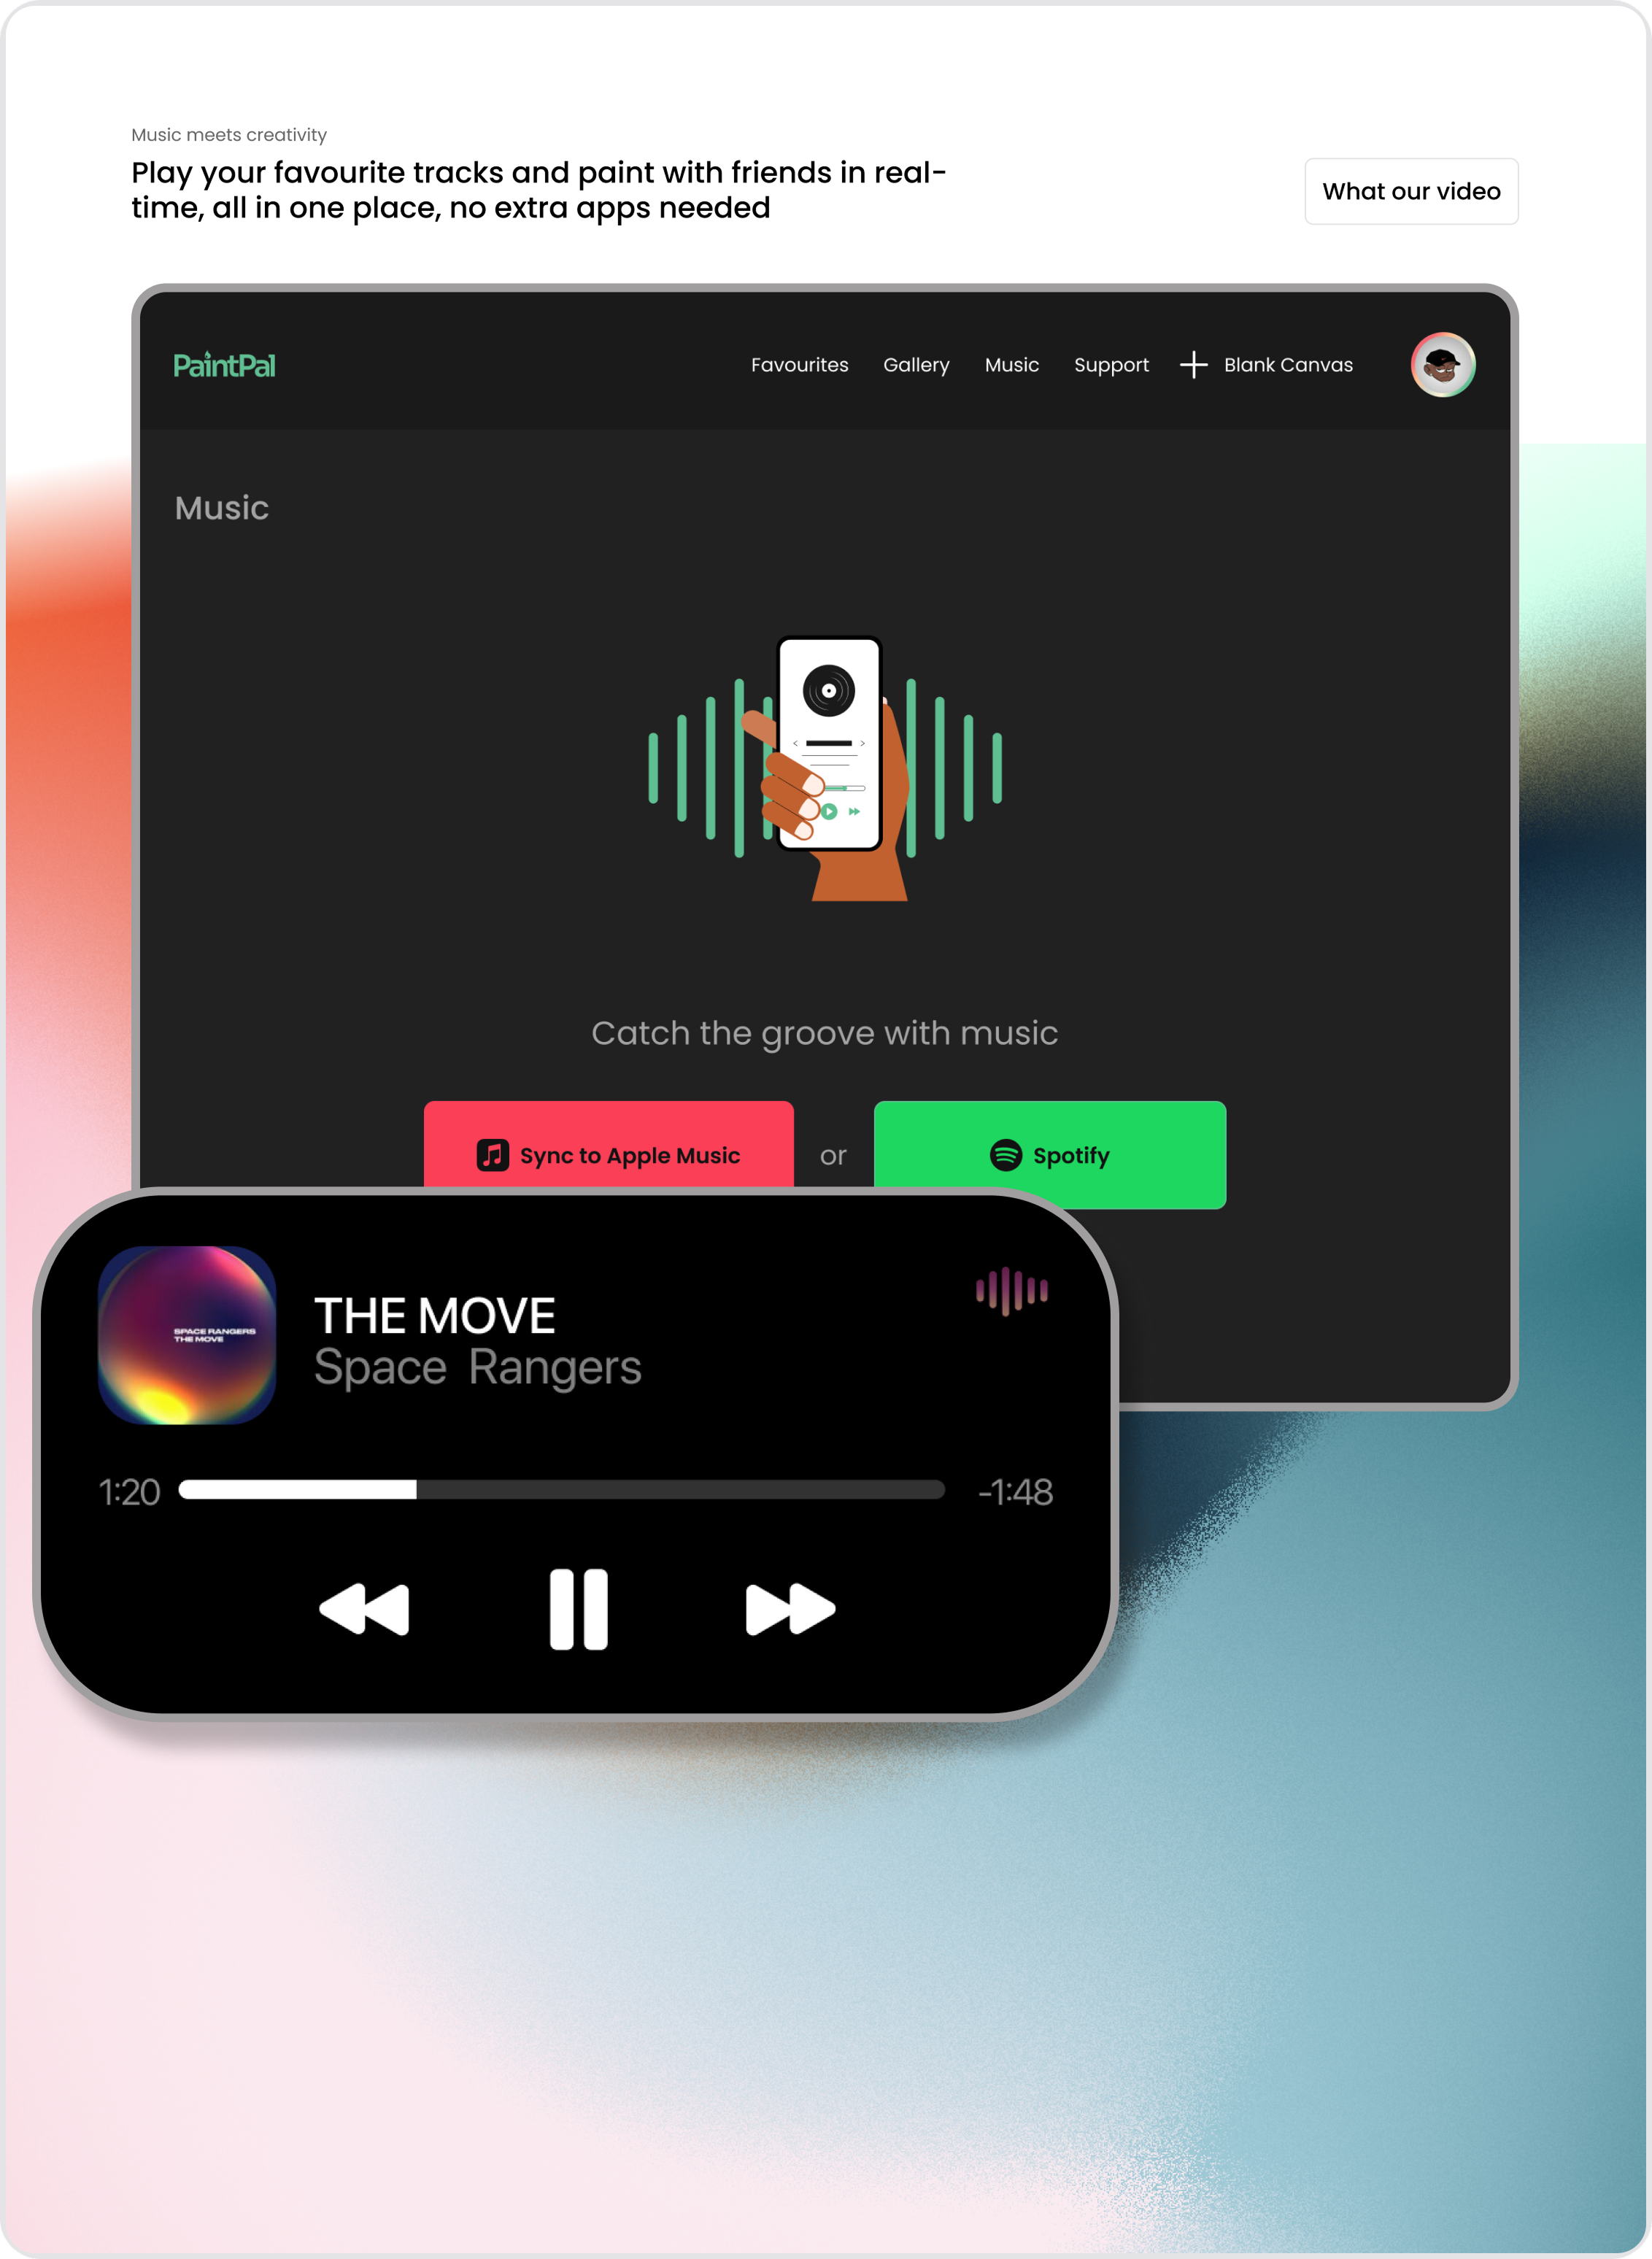 Music meets creativity
Play your favourite tracks and paint with friends in real-
time, all in one place, no extra apps needed
What our video
PaintPal
Favourites
Gallery
Music
Support
Blank Canvas
Music
Catch the groove with music
Sync to Apple Music
or
Spotify
SPACE RANGERS
THE MOVE
THE MOVE
Space Rangers
1:20
-1:48